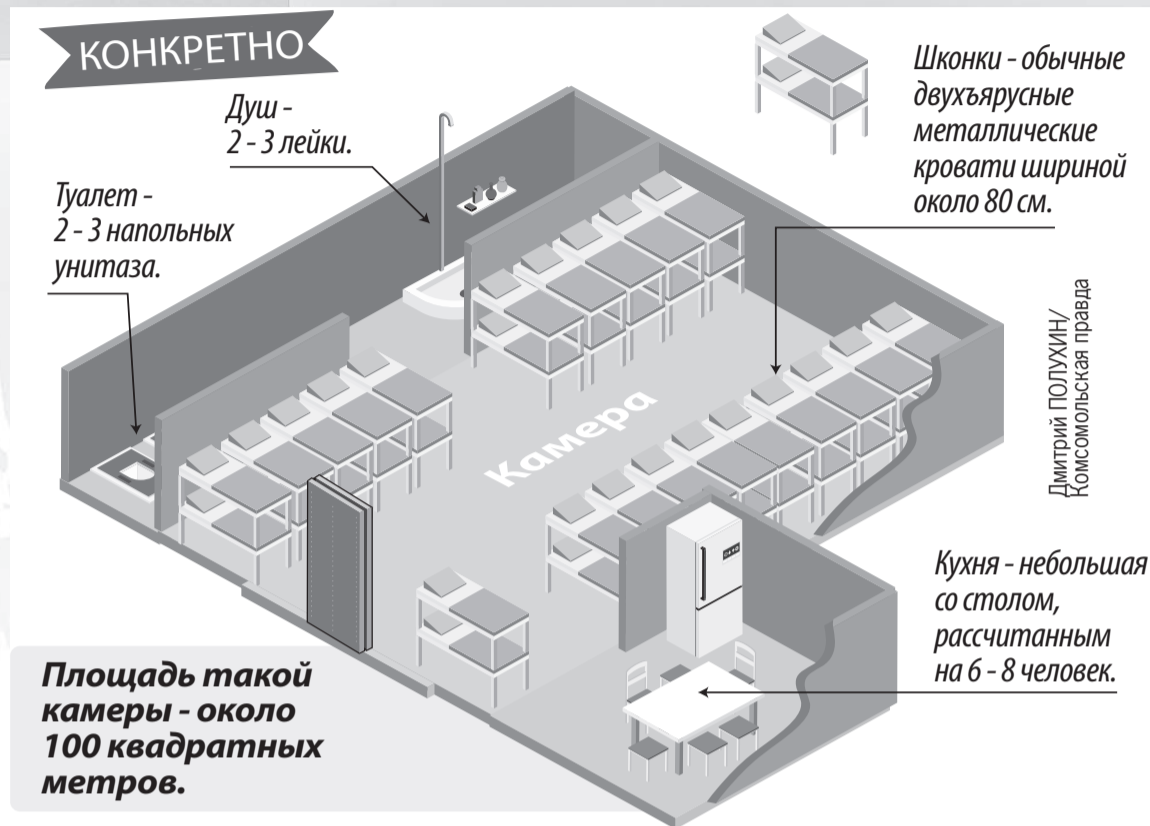 КОНКРЕТНО
Душ -
2 - 3 лейки.
Туалет -
2 - 3 напольных
унитаза.
Шконки - обычные
двухъярусные
металлические
кровати шириной
около 80 см.
Камера
Дмитрий ПОЛУХИН/
Комсомольская правда
Кухня - небольшая
со столом,
рассчитанным
на 6 - 8 человек.
Площадь такой
камеры - около
100 квадратных
метров.